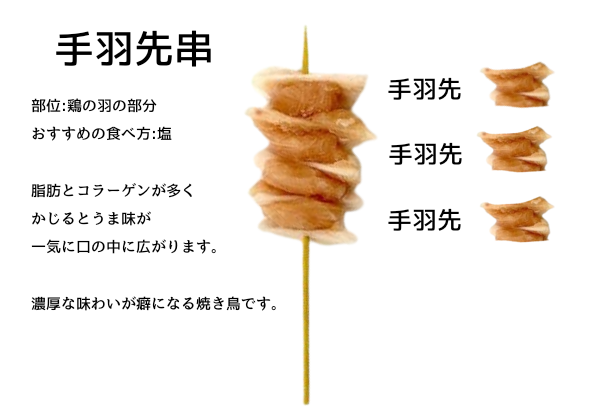 手羽先串
部位:鶏の羽の部分
おすすめの食べ方:塩
脂肪とコラーゲンが多く
かじるとうま味が
一気に口の中に広がります。
濃厚な味わいが癖になる焼き鳥です。
手羽先
手羽先
手羽先